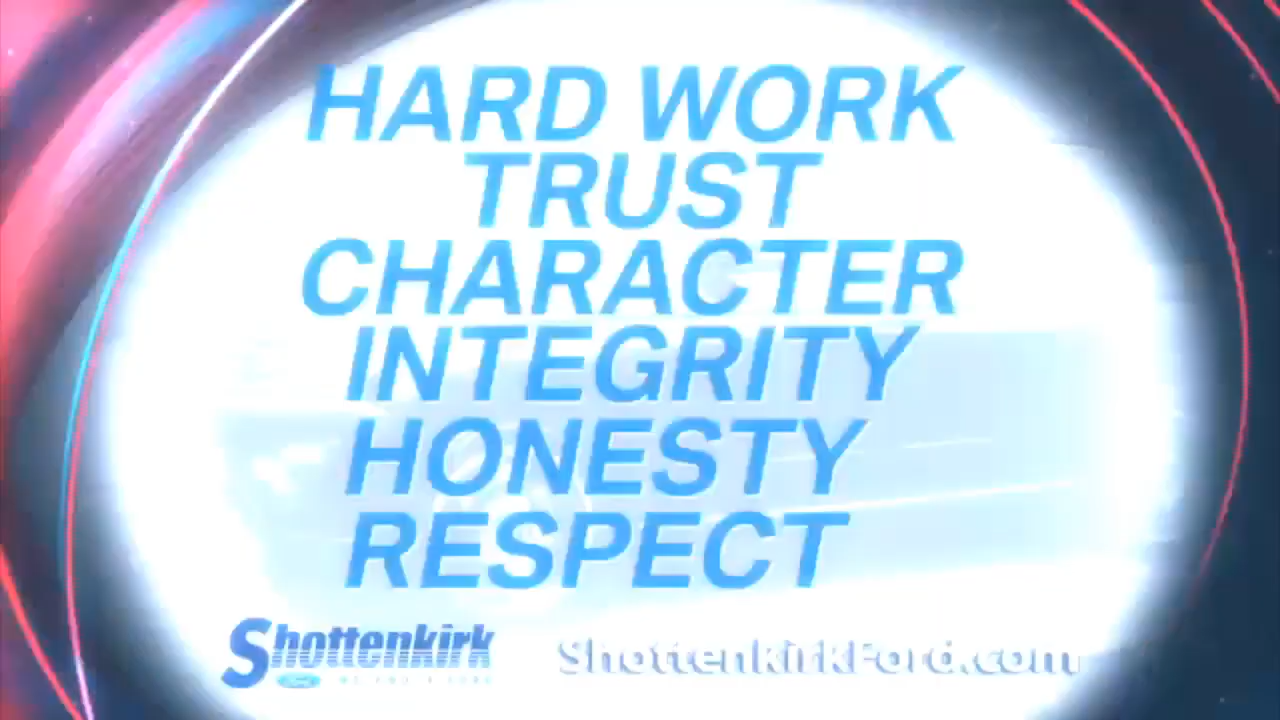 HARD WORK
TRUST
CHARACTER
INTEGRITY
HONESTY
RESPECT
Shottenkirk
ShottenkirkFord.com